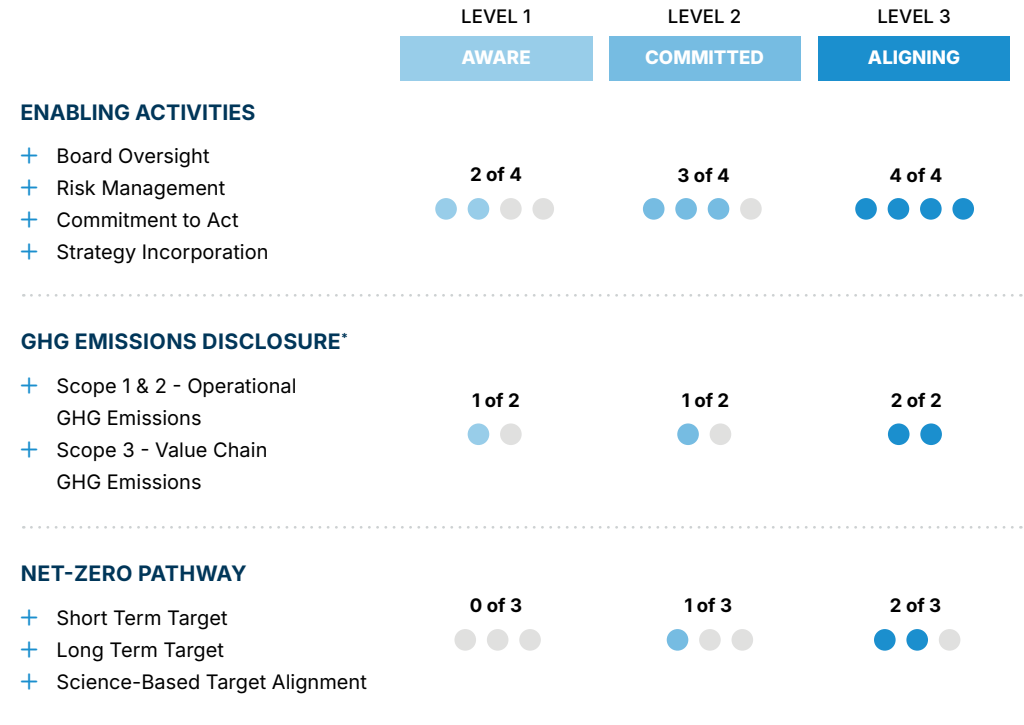 LEVEL 1 LEVEL 2 LEVEL 3
AWARE COMMITTED ALIGNING
ENABLING ACTIVITIES
+ Board Oversight
+ Risk Management
+ Commitment to Act
+ Strategy Incorporation
2 of 4 3 of 4 4 of 4
GHG EMISSIONS DISCLOSURE*
+ Scope 1 & 2 - Operational
GHG Emissions
+ Scope 3 - Value Chain
GHG Emissions
1 of 2 1 of 2 2 of 2
NET-ZERO PATHWAY
+ Short Term Target
+ Long Term Target
+ Science-Based Target Alignment
0 of 3 1 of 3 2 of 3